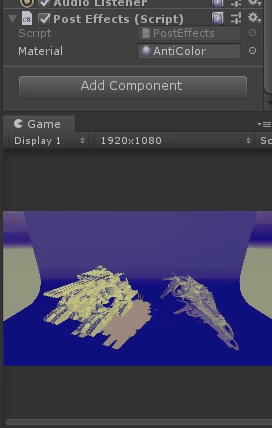 Audio Listener
Post Effects (Script)
Script PostEffects
Material AntiColor
Add Component
Game
Display 1 1920x1080 Sc